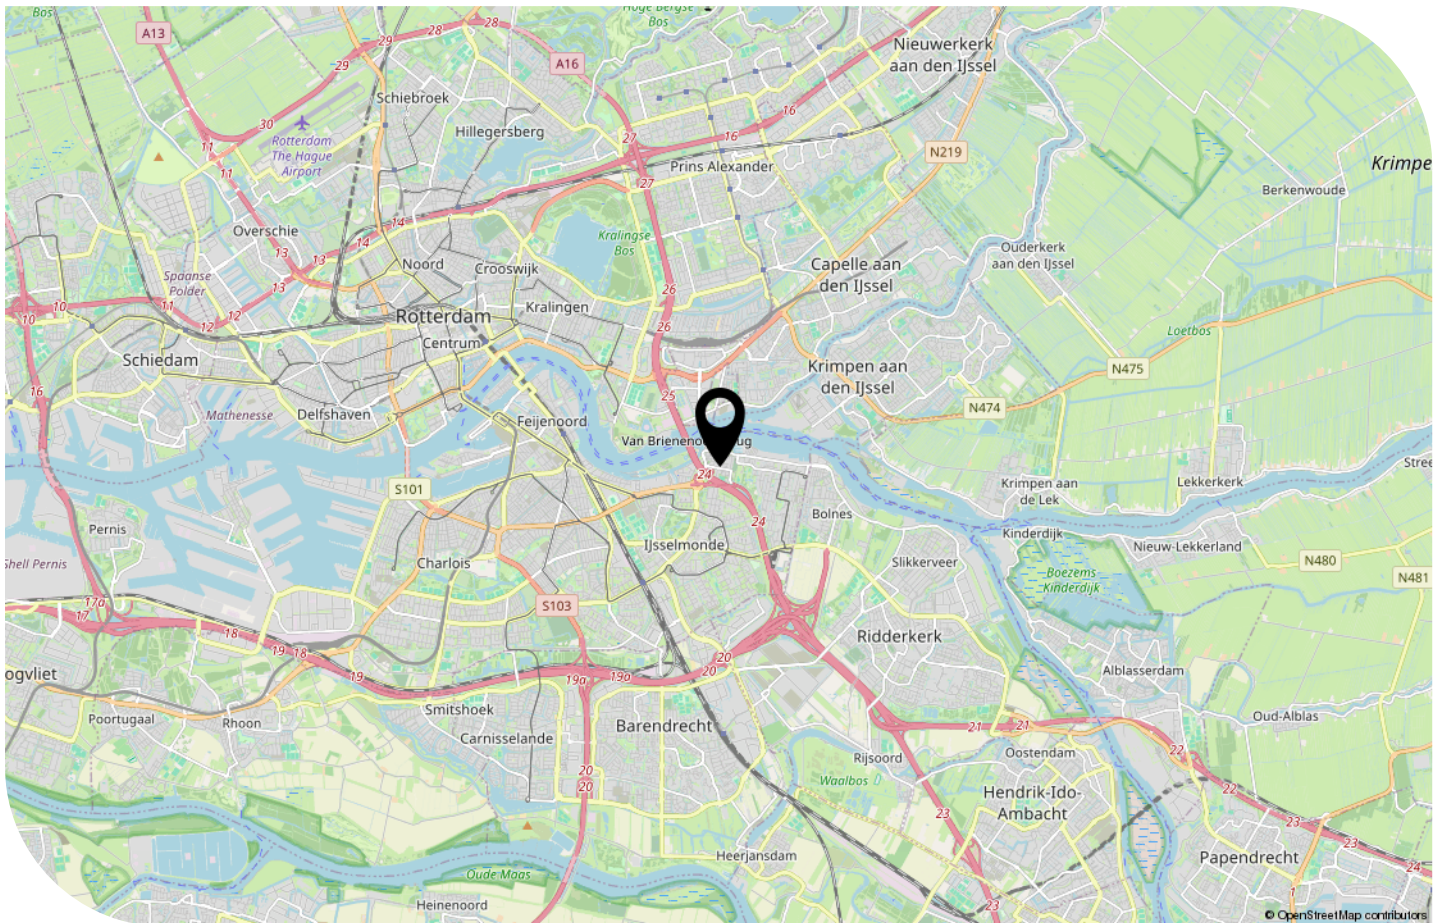 Bos
Hoge Bergse
Bos
A13
28
28
29
29
A16
Nieuwerkerk
aan den IJssel
Schiebroek
30
Hillegersberg
16
16
27
27
11
11
Rotterdam
The Hague
Airport
Prins Alexander
N219
Krimpe
Berkenwoude
Overschie
14
14
13
13
13
Kralingse
Bos
Noord
Crooswijk
Ouderkerk
aan den IJssel
Capelle aan
den IJssel
Spaanse
Polder
10
10
11
12
12
26
26
Kralingen
Rotterdam
Centrum
Loetbos
Schiedam
Krimpen aan
den IJssel
N475
16
25
Mathenesse
Delfshaven
Feijenoord
N474
Van Brienenoo
ug
24
Stree
S101
Lekkerkerk
Krimpen aan
de Lek
Pernis
24
Bolnes
Kinderdijk
Nieuw-Lekkerland
IJsselmonde
Charlois
Slikkerveer
Shell Pernis
Boezems
Kinderdijk
N480
N481
17a
17
S103
18
19
18
19
Ridderkerk
20
20
19a
19a
Alblasserdam
ogvliet
Poortugaal
Rhoon
Smitshoek
Carnisselande
Barendrecht
21
21
Oud-Alblas
22
22
Oostendam
Rijsoord
Waalbos
20
20
Hendrik-Ido-
Ambacht
23
23
23
24
Heerjansdam
Papendrecht
Oude Maas
1
Heinenoord
23
© OpenStreetMap contributors